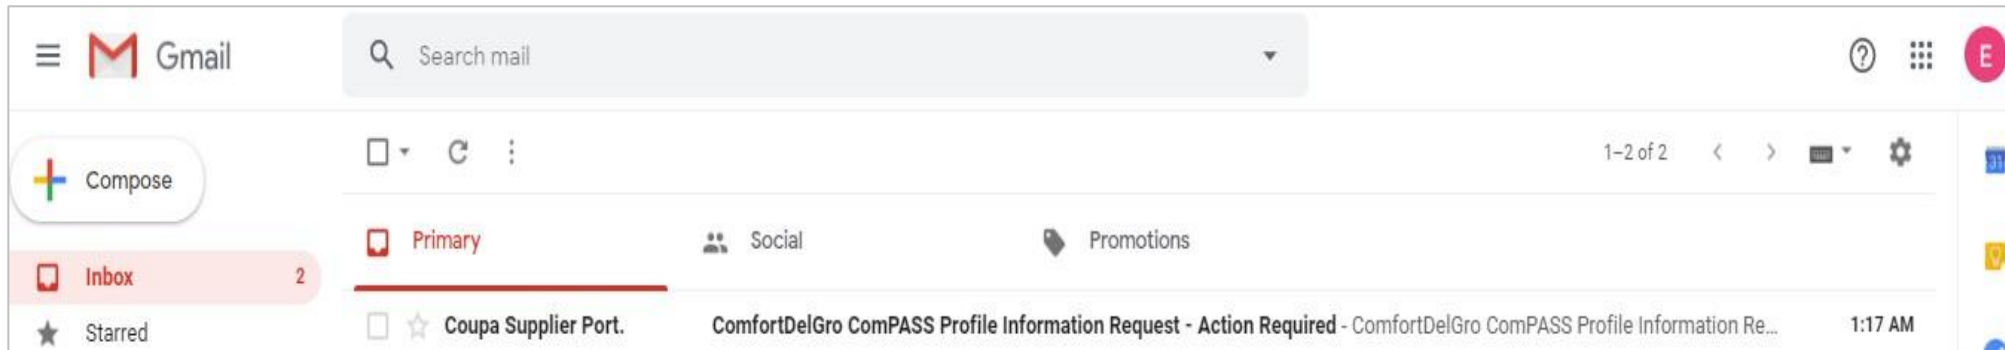 Gmail
Search mail
E
Compose
1–2 of 2
31
Primary
Social
Promotions
Inbox
2
Starred
Coupa Supplier Port. ComfortDelGro ComPASS Profile Information Request - Action Required - ComfortDelGro ComPASS Profile Information Re... 1:17 AM